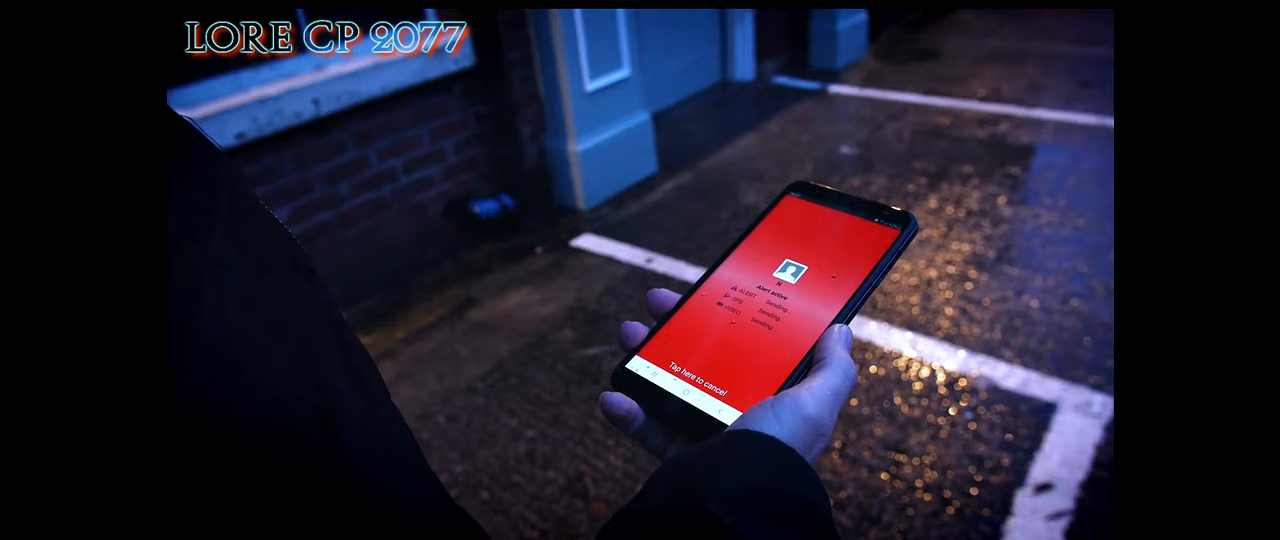 LORE CP 2077
N
Alert active
ALERT Sending...
GPS Sending...
VIDEO Sending...
Tap here to cancel